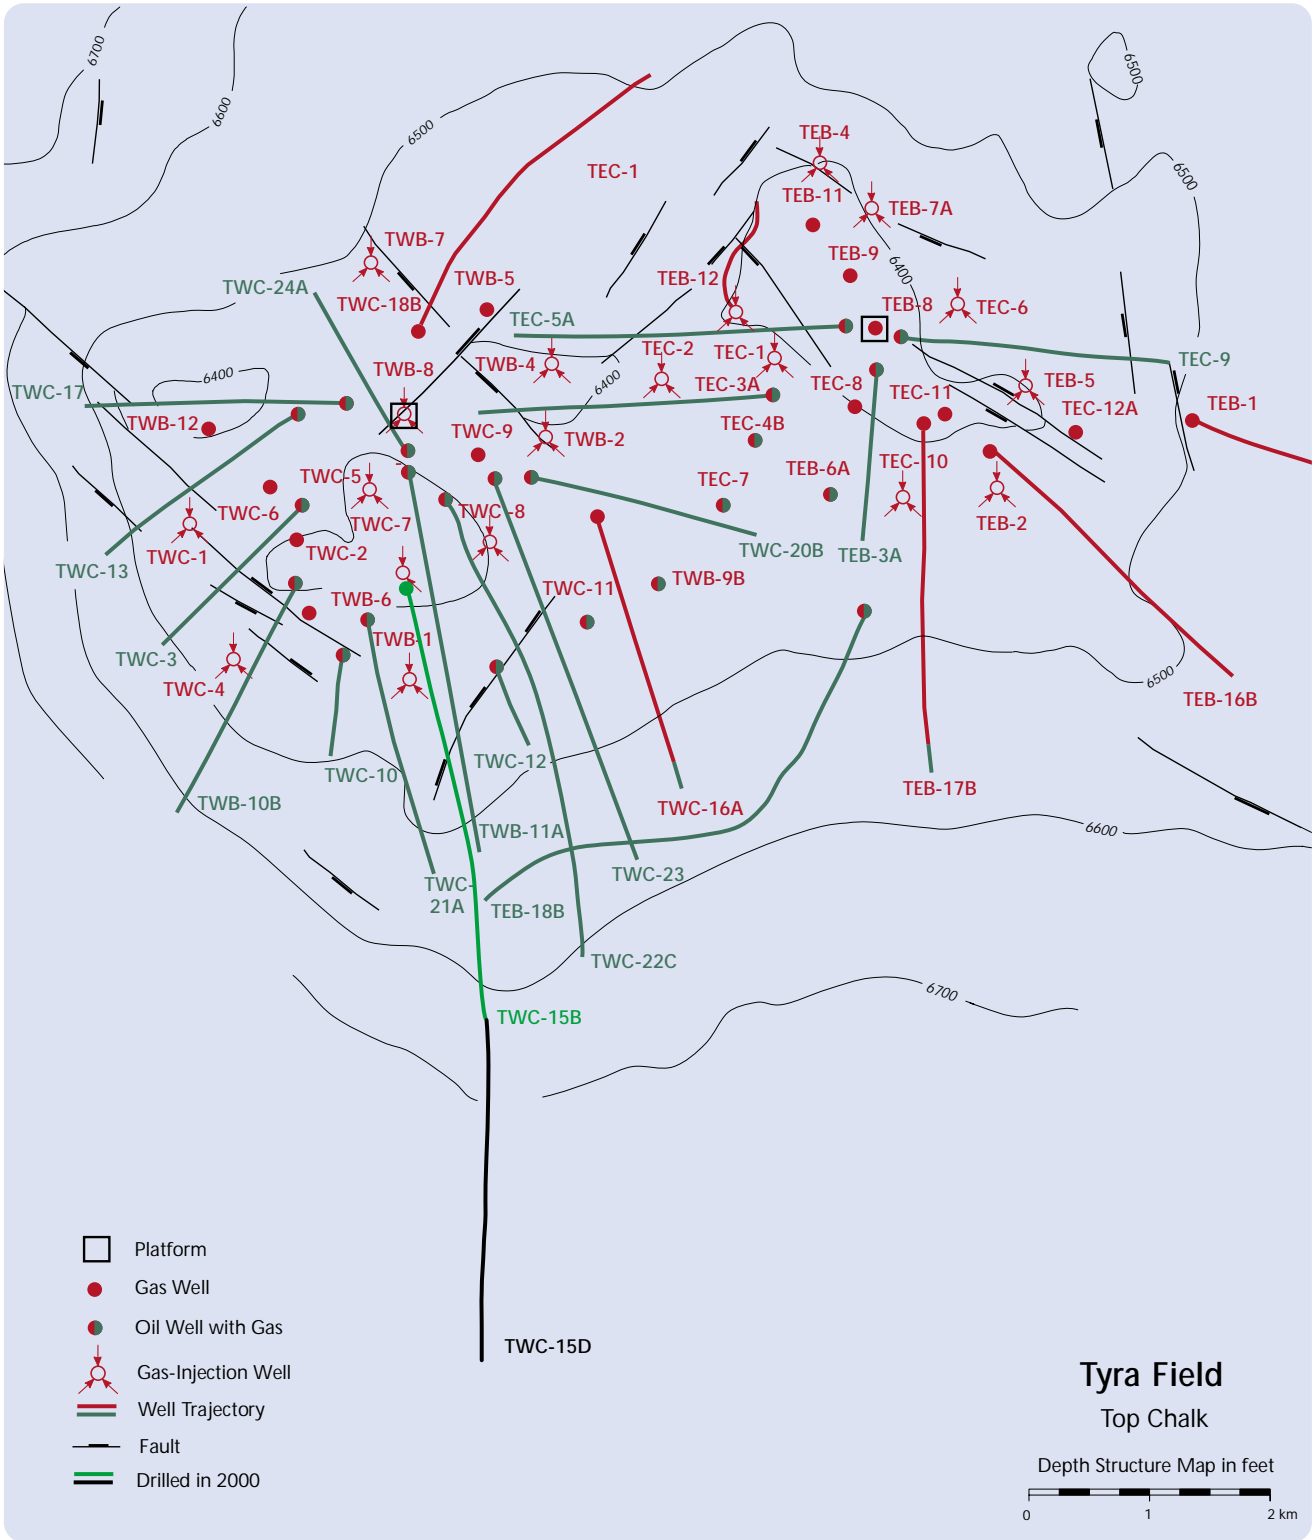 6700
6600
6500
6500
TEB-4
TEC-1
TEB-11
6500
TEB-7A
TWB-7
TEB-9
6400
TWC-24A
TWB-5
TEB-12
TWC-18B
TEB-8
TEC-6
TEC-5A
TEC-2
TEC-1
TEC-9
TWB-8
TWB-4
6400
6400
TEC-3A
TEC-8
TEB-5
TWC-17
TEC-11
TEC-12A
TEB-1
TWB-12
TWC-9
TWB-2
TEC-4B
TWC-5
TEC-7
TEB-6A
TEC-10
TWC-6
TWC-7
TWC-8
TEB-2
TWC-1
TWC-2
TWC-20B
TEB-3A
TWC-13
TWB-6
TWC-11
TWB-9B
TWB-1
TWC-3
TWC-4
6500
TEB-16B
TWC-10
TWC-12
TEB-17B
TWB-10B
TWC-16A
TWB-11A
6600
TWC-
21A
TWC-23
TEB-18B
TWC-22C
6700
TWC-15B
TWC-15D
Platform
Gas Well
Oil Well with Gas
Gas-Injection Well
Well Trajectory
Fault
Drilled in 2000
Tyra Field
Top Chalk
Depth Structure Map in feet
0 1 2 km